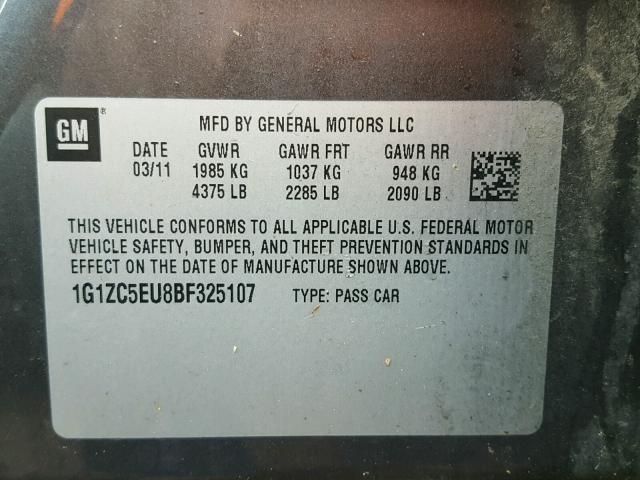 GM®
MFD BY GENERAL MOTORS LLC
DATE GVWR GAWR FRT GAWR RR
03/11 1985 KG 1037 KG 948 KG
4375 LB 2285 LB 2090 LB
THIS VEHICLE CONFORMS TO ALL APPLICABLE U.S. FEDERAL MOTOR
VEHICLE SAFETY, BUMPER, AND THEFT PREVENTION STANDARDS IN
EFFECT ON THE DATE OF MANUFACTURE SHOWN ABOVE.
1G1ZC5EU8BF325107 TYPE: PASS CAR